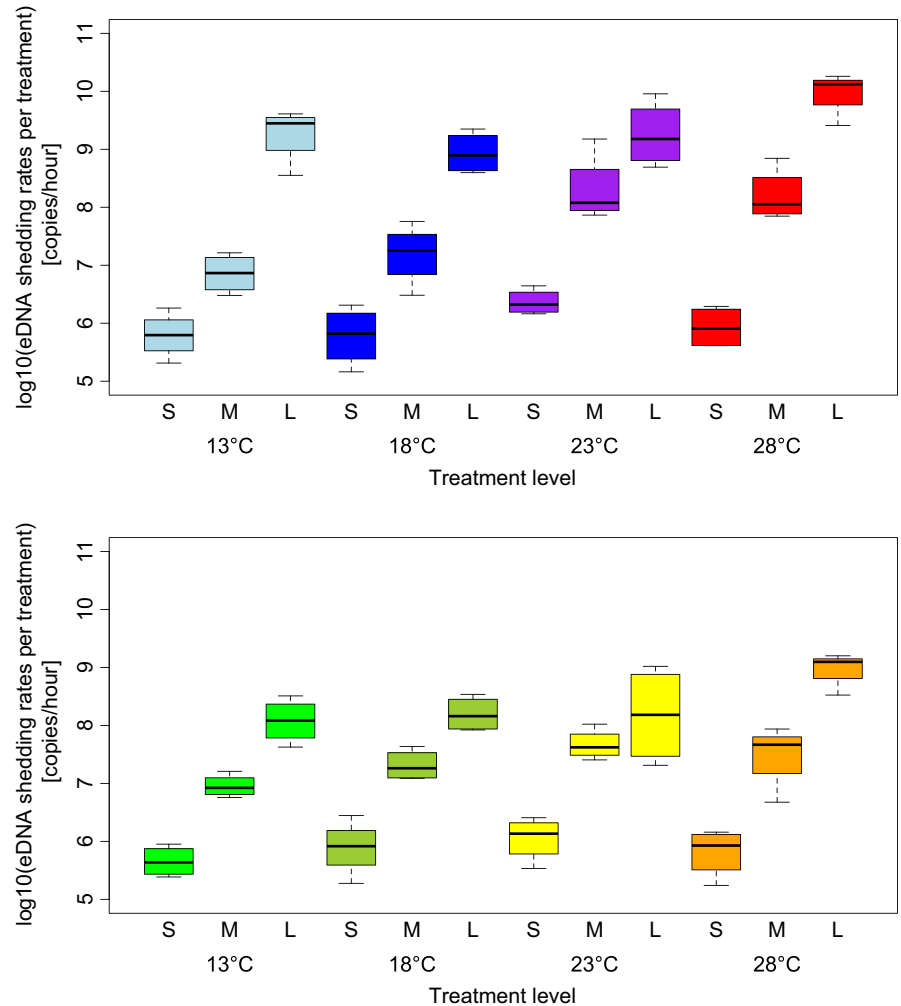 log10(eDNA shedding rates per treatment)
[copies/hour]
11
10
9
8
7
6
5
S M L S M L S M L S M L
13°C 18°C 23°C 28°C
Treatment level
log10(eDNA shedding rates per treatment)
[copies/hour]
11
10
9
8
7
6
5
S M L S M L S M L S M L
13°C 18°C 23°C 28°C
Treatment level